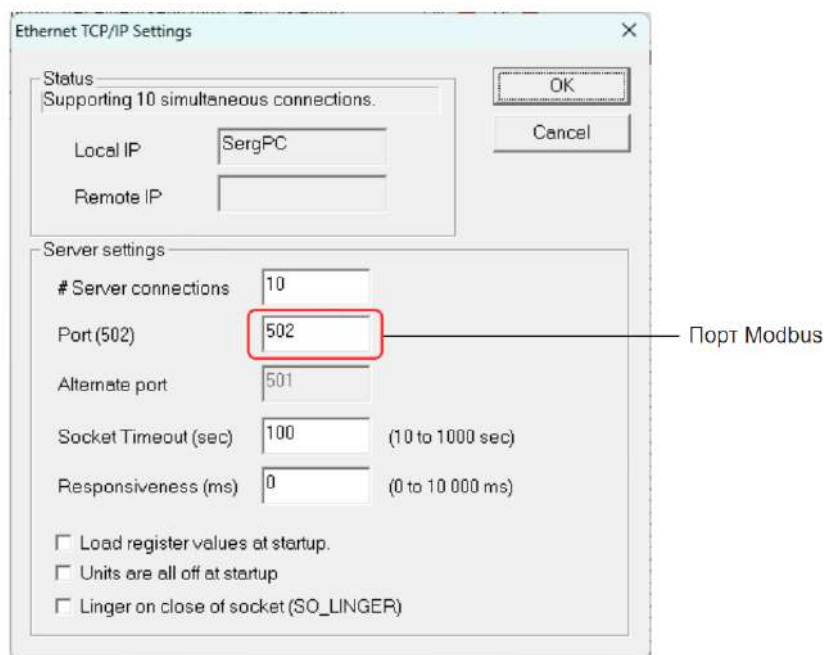 Ethernet TCP/IP Settings
Status
Supporting 10 simultaneous connections.
OK
Local IP
SergPC
Cancel
Remote IP
Server settings
# Server connections
10
Port (502)
502
Порт Modbus
Alternate port
501
Socket Timeout (sec)
100
(10 to 1000 sec)
Responsiveness (ms)
0
(0 to 10 000 ms)
Load register values at startup.
Units are all off at startup
Linger on close of socket (SO_LINGER)